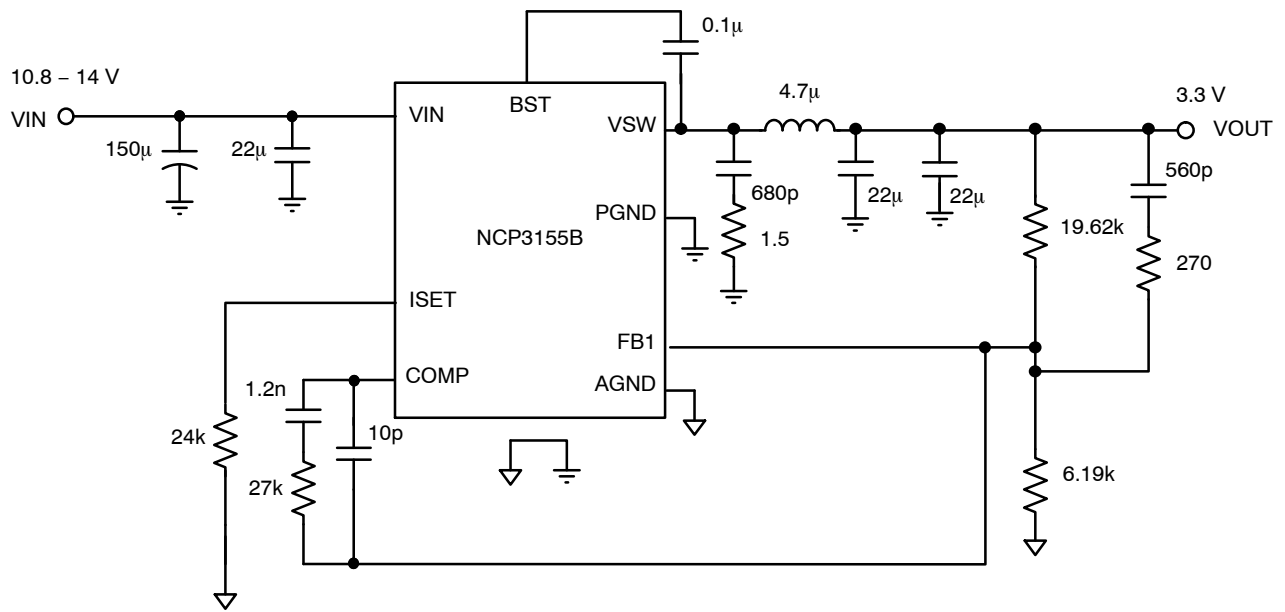 0.1μ
10.8 – 14 V
VIN
150μ
22μ
VIN
BST
VSW
4.7μ
3.3 V
VOUT
680p
1.5
22μ
22μ
560p
19.62k
270
PGND
NCP3155B
ISET
FB1
COMP
AGND
1.2n
10p
24k
27k
6.19k